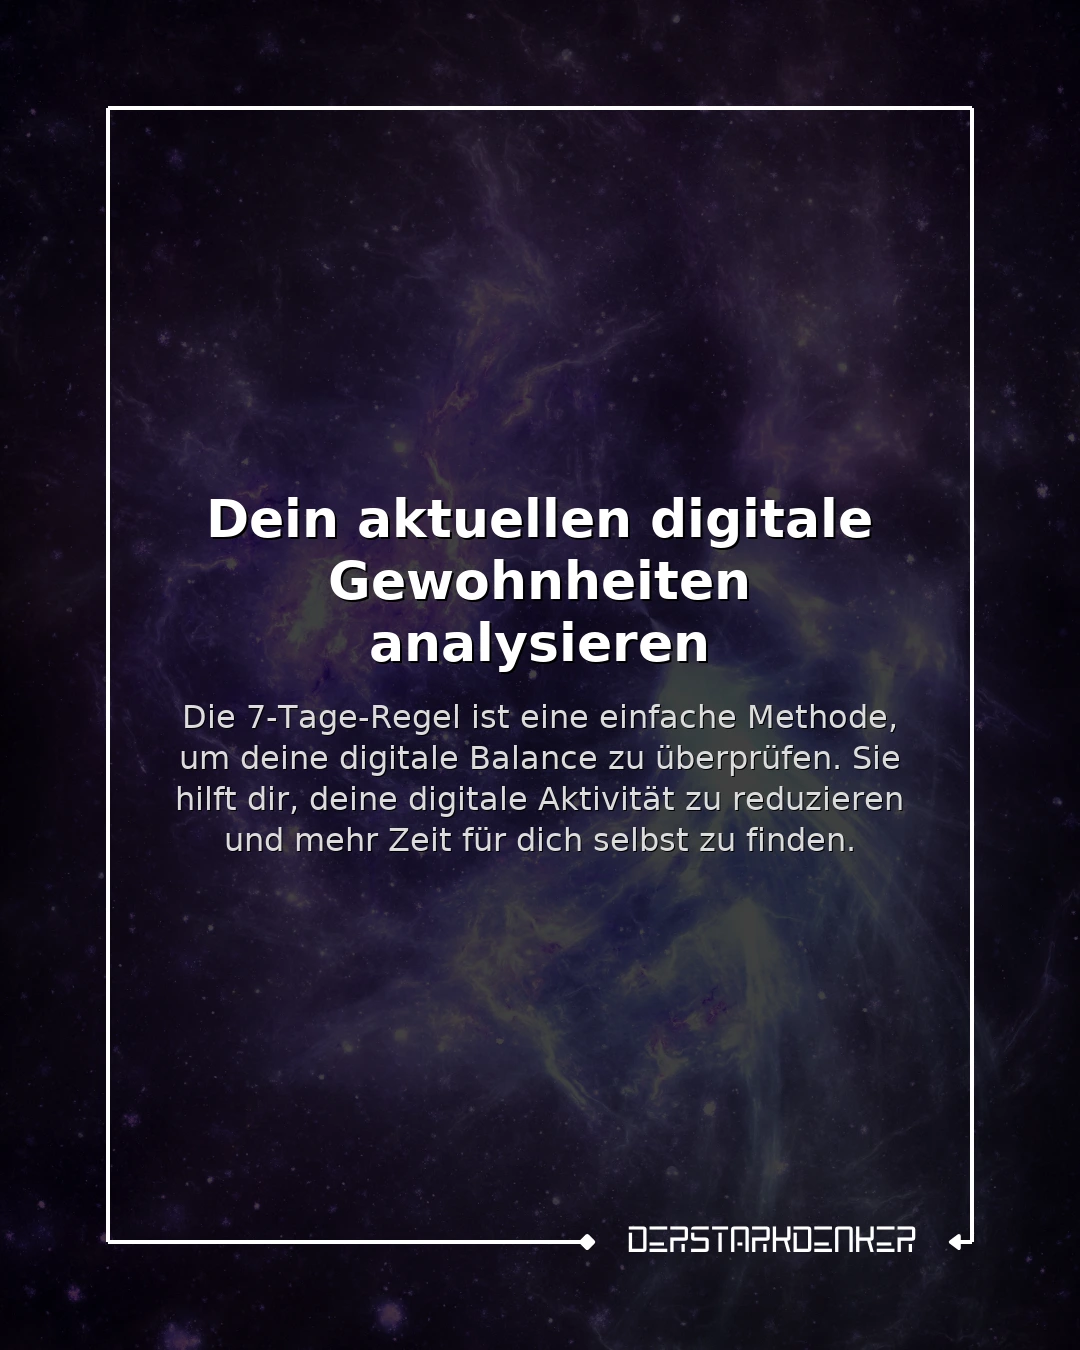 Dein aktuellen digitale
Gewohnheiten
analysieren
Die 7-Tage-Regel ist eine einfache Methode,
um deine digitale Balance zu überprüfen. Sie
hilft dir, deine digitale Aktivität zu reduzieren
und mehr Zeit für dich selbst zu finden.
DERSTARKDENKER